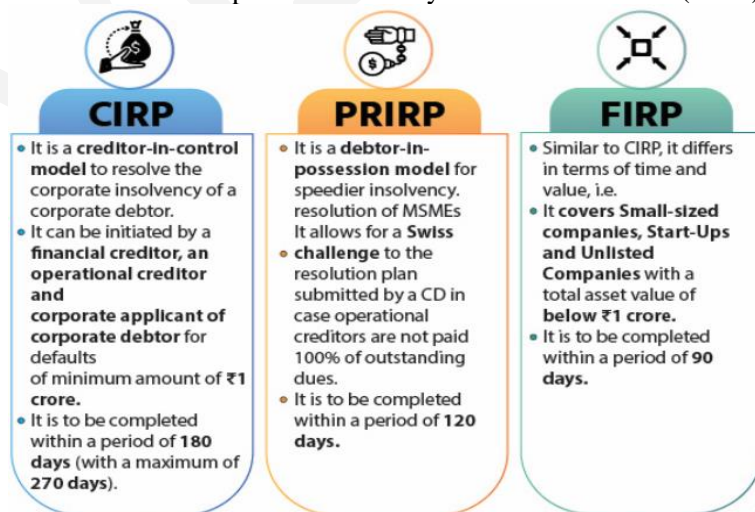 CIRP
• It is a creditor-in-control
model to resolve the
corporate insolvency of a
corporate debtor.
• It can be initiated by a
financial creditor, an
operational creditor
and
corporate applicant of
corporate debtor for
defaults
of minimum amount of ₹1
crore.
• It is to be completed
within a period of 180
days (with a maximum of
270 days).
PRIRP
• It is a debtor-in-
possession model for
speedier insolvency.
resolution of MSMEs
It allows for a Swiss
• challenge to the
resolution plan
submitted by a CD in
case operational
creditors are not paid
100% of outstanding
dues.
• It is to be completed
within a period of 120
days.
FIRP
• Similar to CIRP, it differs
in terms of time and
value, i.e.
• It covers Small-sized
companies, Start-Ups
and Unlisted
Companies with a
total asset value of
below ₹1 crore.
• It is to be completed
within a period of 90
days.